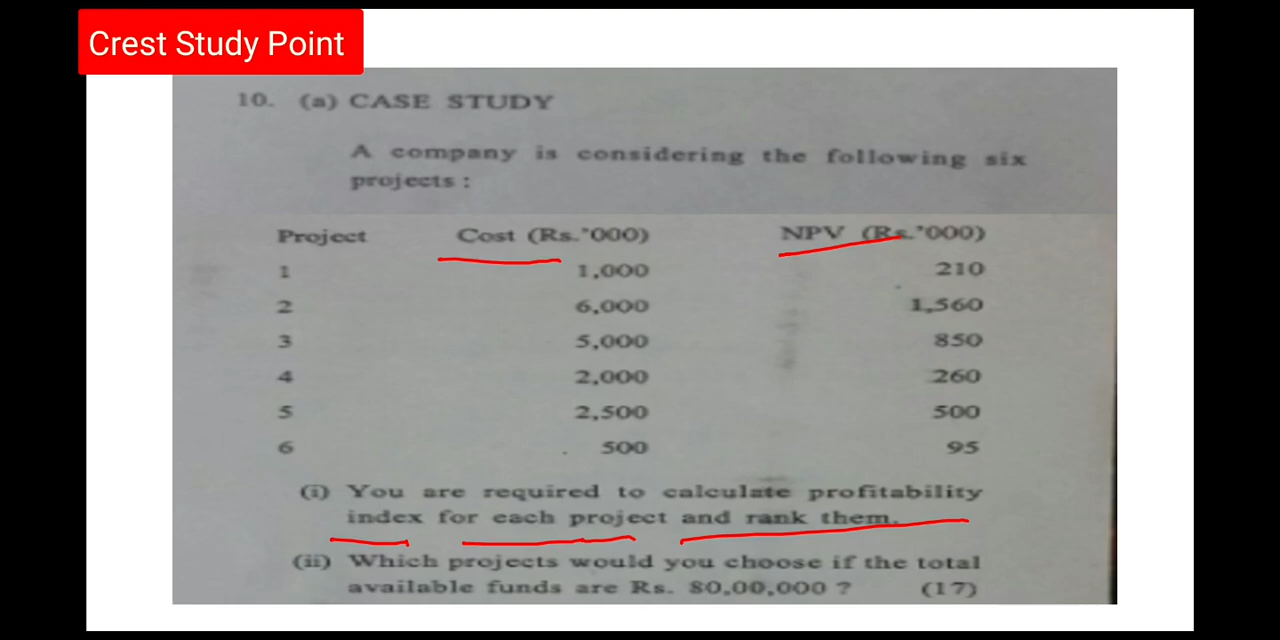 Crest Study Point
10. (a) CASE STUDY
A company is considering the following six
projects :
Project Cost (Rs.'000) NPV (Rs.'000)
1 1,000 210
2 6,000 1,560
3 5,000 850
4 2,000 260
5 2,500 500
6 500 95
(i) You are required to calculate profitability
index for each project and rank them.
(ii) Which projects would you choose if the total
available funds are Rs. 80,00,000 ? (17)